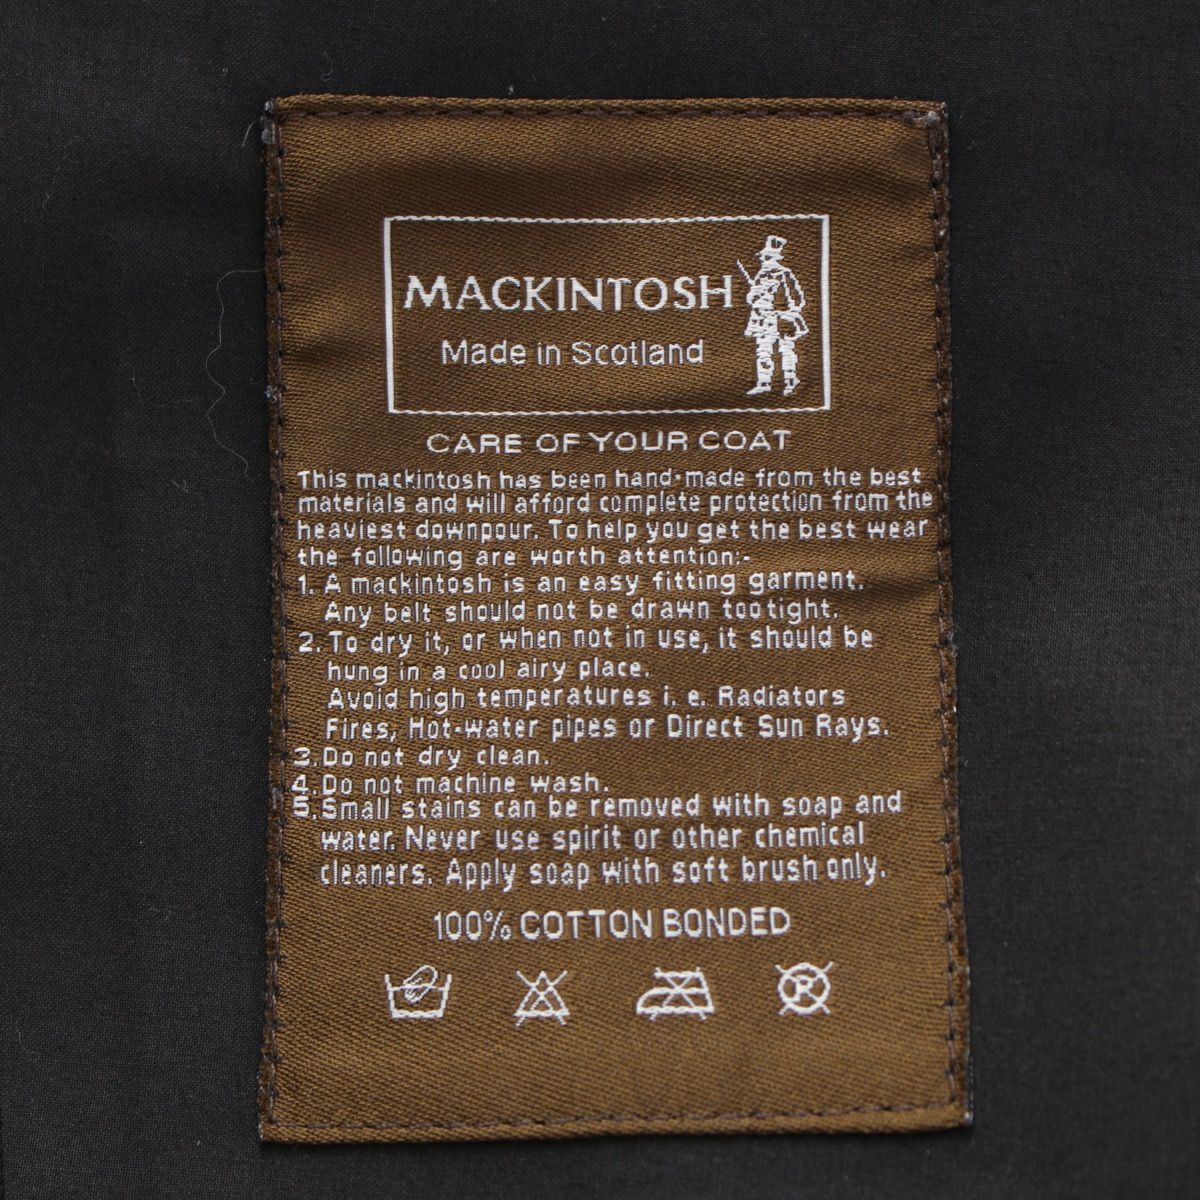 MACKINTOSH
Made in Scotland
CARE OF YOUR COAT
This mackintosh has been hand-made from the best
materials and will afford complete protection from the
heaviest downpour. To help you get the best wear
the following are worth attention:-
1. A mackintosh is an easy fitting garment.
Any belt should not be drawn too tight.
2. To dry it, or when not in use, it should be
hung in a cool airy place.
Avoid high temperatures i. e. Radiators
Fires, Hot-water pipes or Direct Sun Rays.
3. Do not dry clean.
4. Do not machine wash.
5. Small stains can be removed with soap and
water. Never use spirit or other chemical
cleaners. Apply soap with soft brush only.
100% COTTON BONDED
R